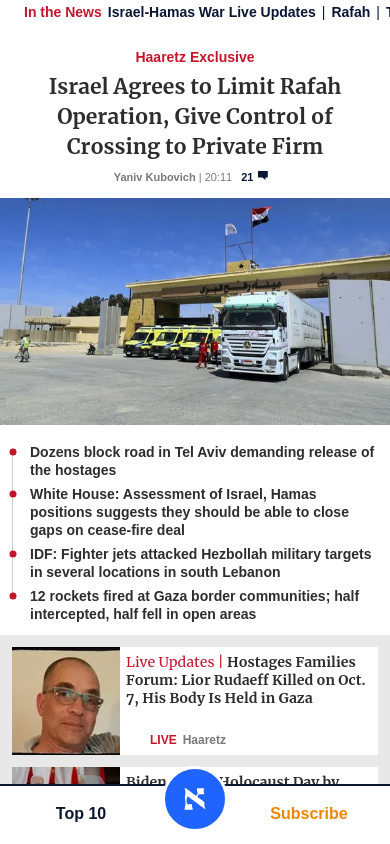 In the News Israel-Hamas War Live Updates | Rafah |
Haaretz Exclusive
Israel Agrees to Limit Rafah
Operation, Give Control of
Crossing to Private Firm
Yaniv Kubovich | 20:11 21
Dozens block road in Tel Aviv demanding release of
the hostages
White House: Assessment of Israel, Hamas
positions suggests they should be able to close
gaps on cease-fire deal
IDF: Fighter jets attacked Hezbollah military targets
in several locations in south Lebanon
12 rockets fired at Gaza border communities; half
intercepted, half fell in open areas
Live Updates | Hostages Families
Forum: Lior Rudaeff Killed on Oct.
7, His Body Is Held in Gaza
LIVE Haaretz
Biden Holocaust Day by
Top 10
Subscribe